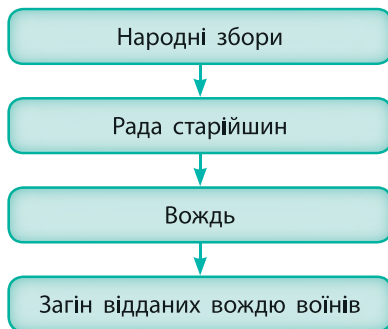 Народні збори
Рада старійшин
Вождь
Загін відданих вождю воїнів